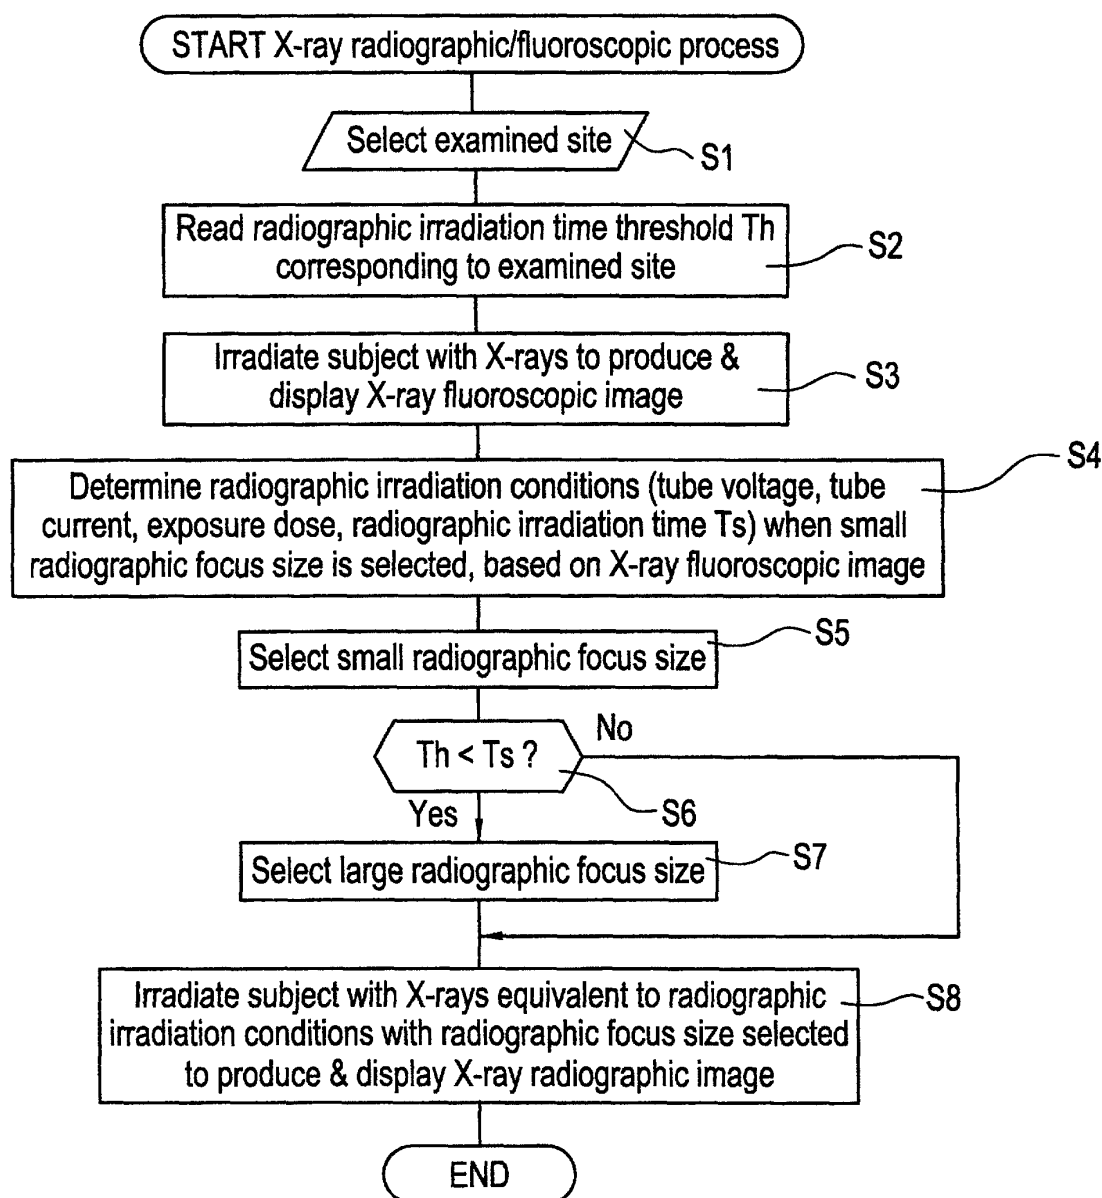 START X-ray radiographic/fluoroscopic process
Select examined site
S1
Read radiographic irradiation time threshold Th
corresponding to examined site
S2
Irradiate subject with X-rays to produce &
display X-ray fluoroscopic image
S3
S4
Determine radiographic irradiation conditions (tube voltage, tube
current, exposure dose, radiographic irradiation time Ts) when small
radiographic focus size is selected, based on X-ray fluoroscopic image
S5
Select small radiographic focus size
No
Th < Ts ?
S6
Yes
Select large radiographic focus size
S7
Irradiate subject with X-rays equivalent to radiographic
irradiation conditions with radiographic focus size selected
to produce & display X-ray radiographic image
S8
END